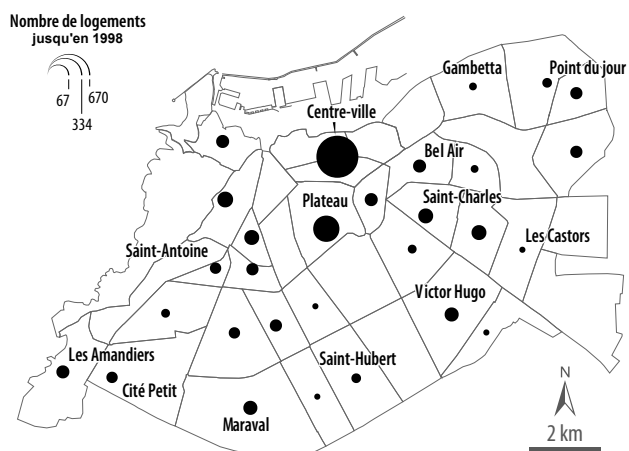 Nombre de logements
jusqu'en 1998
67
670
334
Gambetta
Point du jour
Centre-ville
Bel Air
Plateau
Saint-Charles
Saint-Antoine
Les Castors
Victor Hugo
Les Amandiers
Saint-Hubert
Cité Petit
Maraval
N
2 km